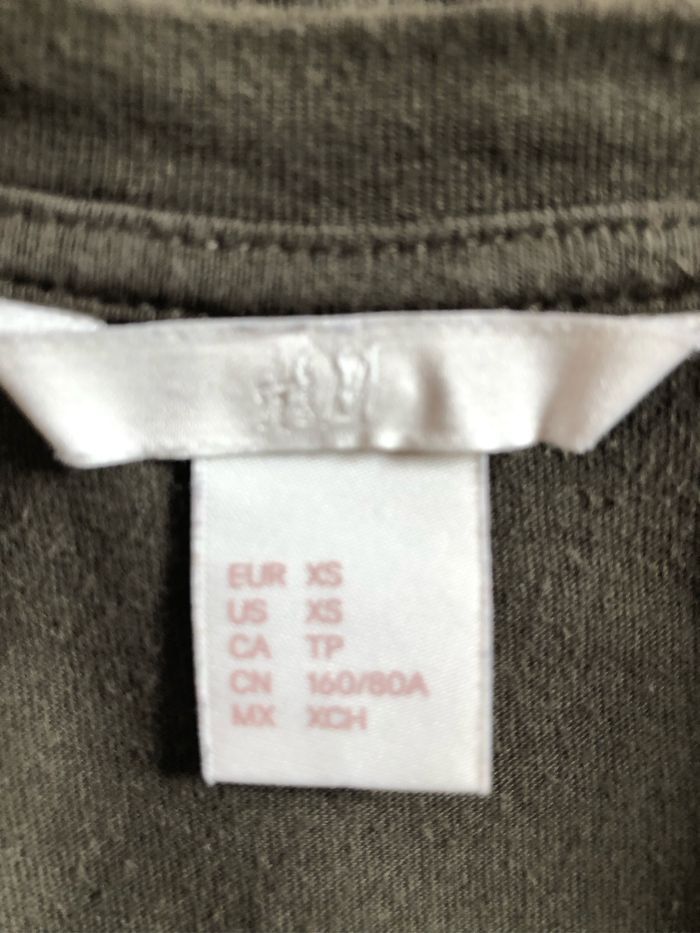 EUR XS
US XS
CA TP
CN 160/80A
MX XCH